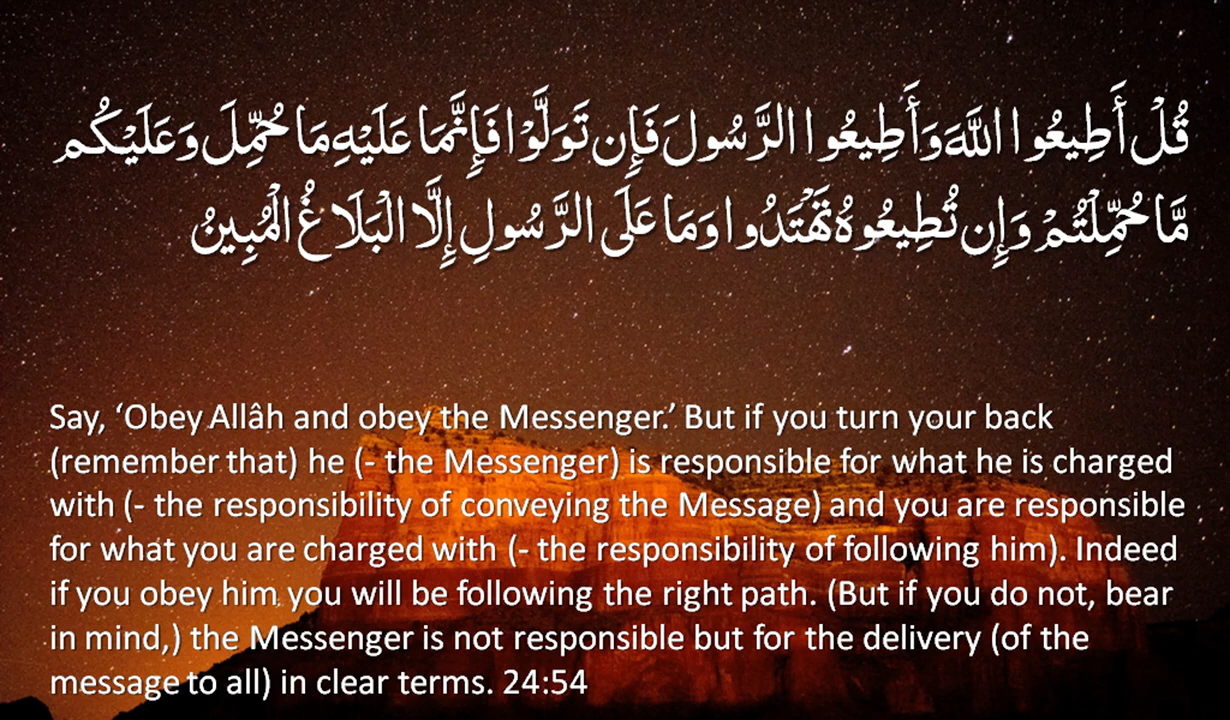 قُلْ أَطِيعُوا اللَّهَ وَأَطِيعُوا الرَّسُولَ فَإِن تَوَلَّوْا فَإِنَّمَا عَلَيْهِ مَا حُمِّلَ وَعَلَيْكُم
مَّا حُمِّلْتُمْ وَإِن تُطِيعُوهُ تَهْتَدُوا وَمَا عَلَى الرَّسُولِ إِلَّا الْبَلَاغُ الْمُبِينُ
Say, ‘Obey Allâh and obey the Messenger.’ But if you turn your back
(remember that) he (- the Messenger) is responsible for what he is charged
with (- the responsibility of conveying the Message) and you are responsible
for what you are charged with (- the responsibility of following him). Indeed
if you obey him you will be following the right path. (But if you do not, bear
in mind,) the Messenger is not responsible but for the delivery (of the
message to all) in clear terms. 24:54